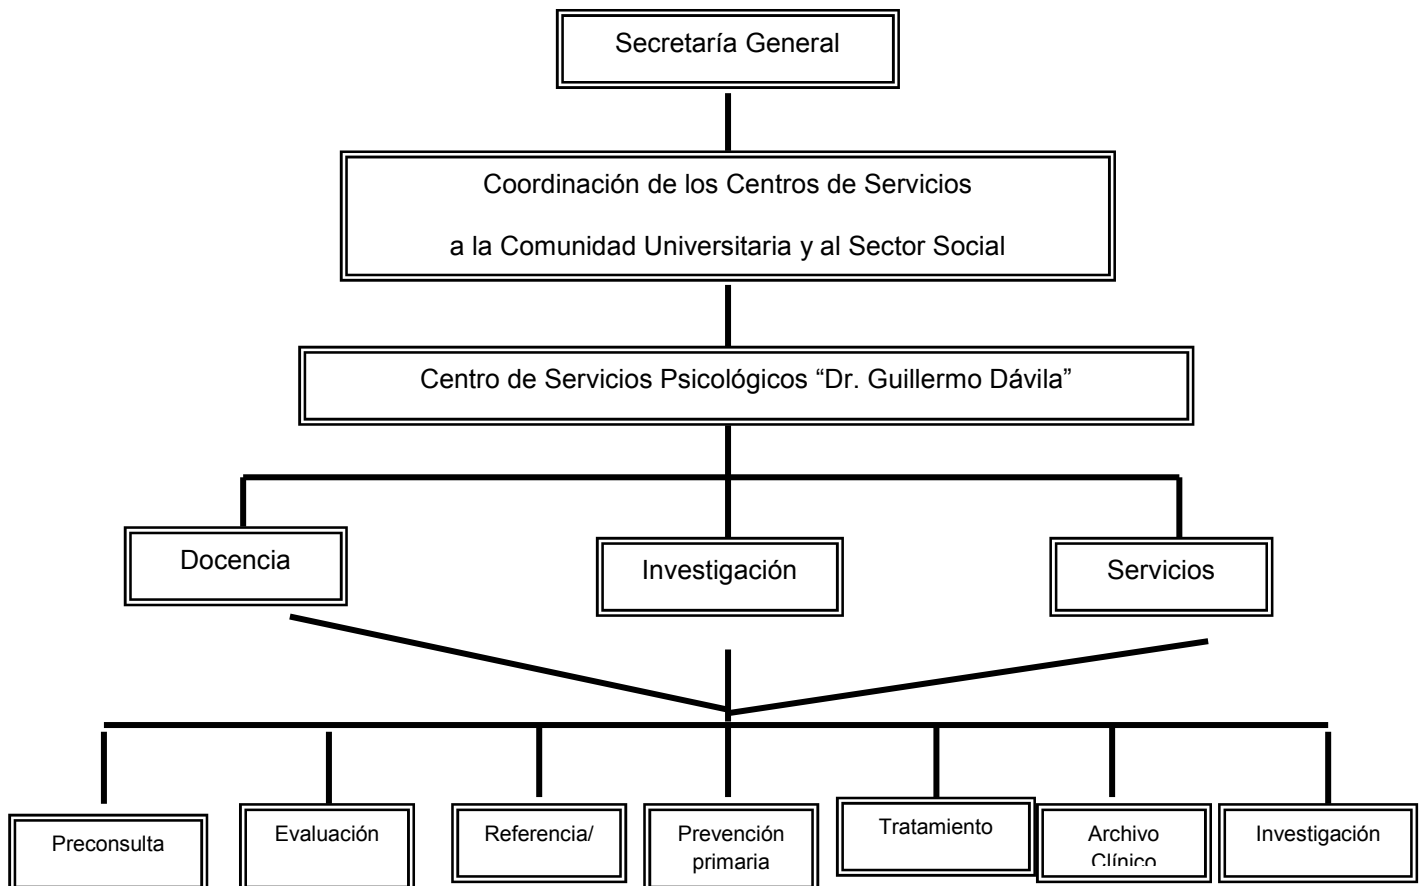 Secretaría General
Coordinación de los Centros de Servicios
a la Comunidad Universitaria y al Sector Social
Centro de Servicios Psicológicos “Dr. Guillermo Dávila”
Docencia
Investigación
Servicios
Preconsulta
Evaluación
Referencia/
Prevención
primaria
Tratamiento
Archivo
Clínico
Investigación